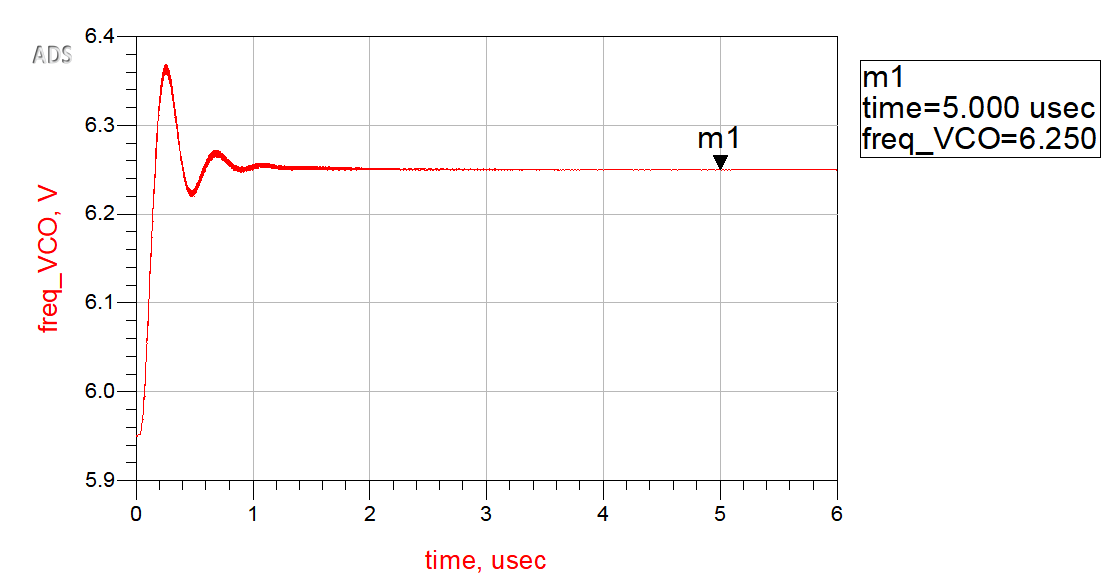 ADS
6.4
6.3
6.2
6.1
6.0
5.9
freq_VCO, V
0 1 2 3 4 5 6
time, usec
m1
m1
time=5.000 usec
freq_VCO=6.250